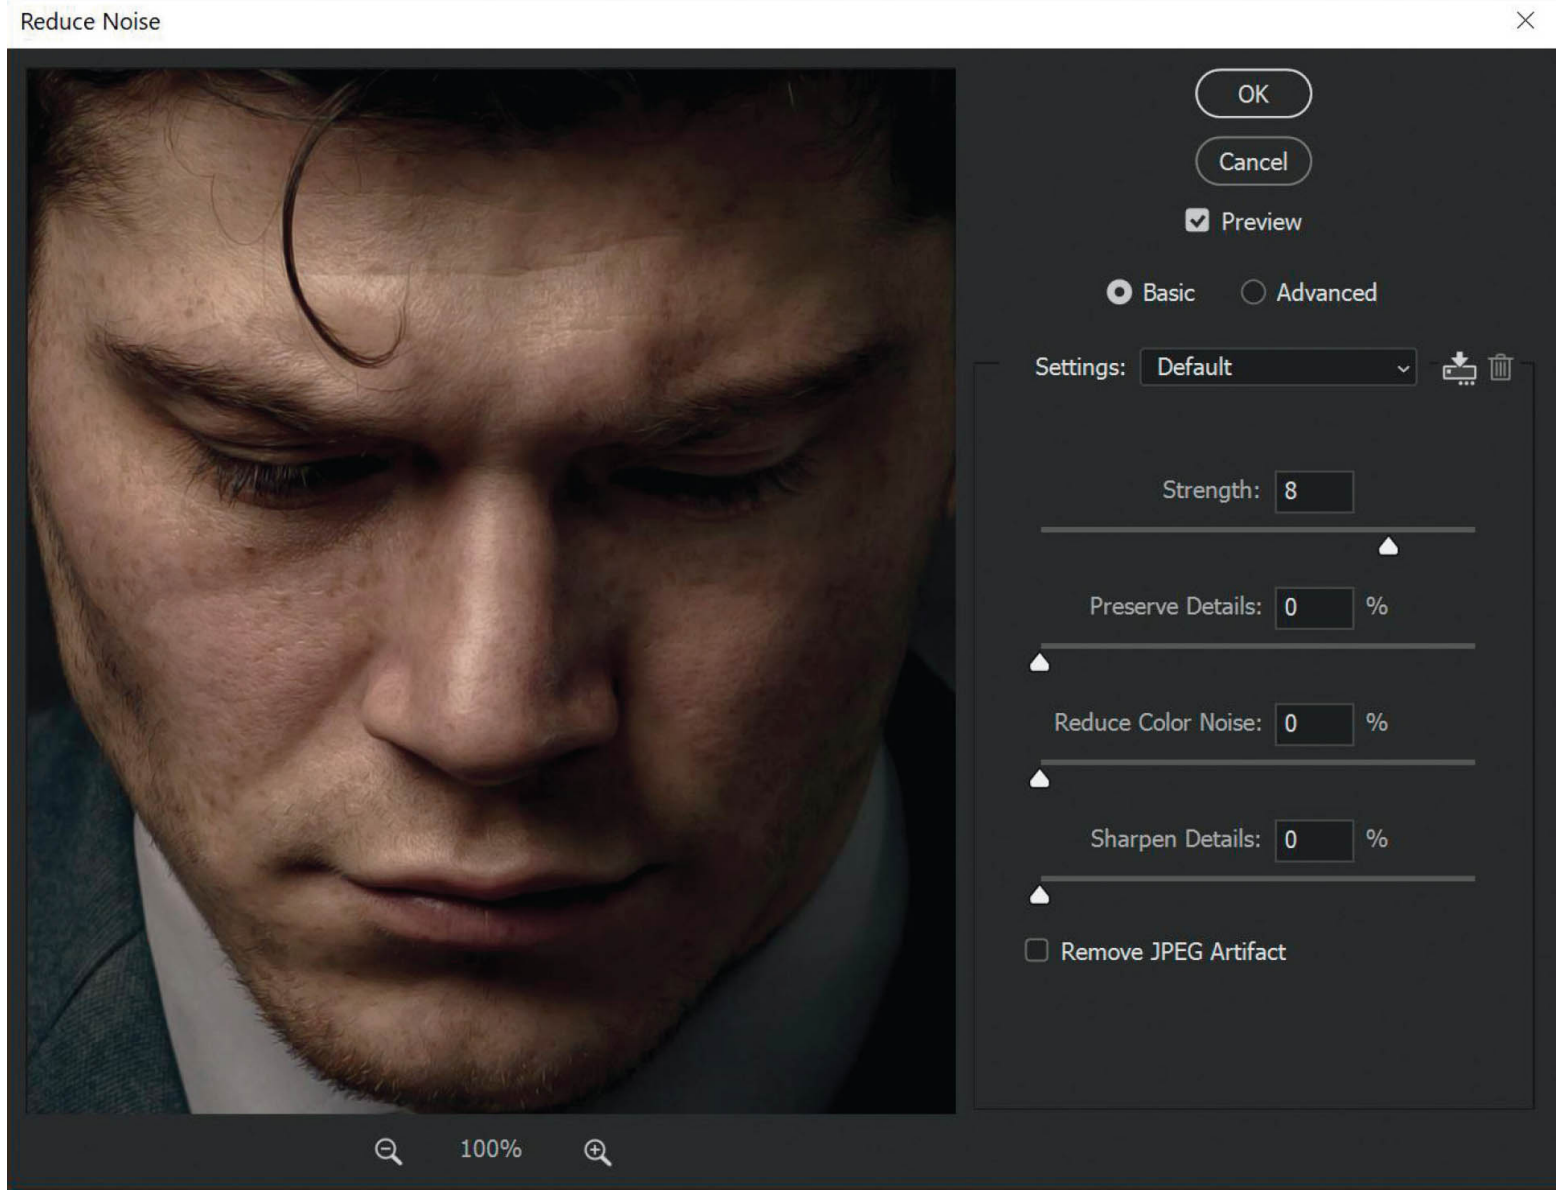 Reduce Noise
OK
Cancel
Preview
Basic Advanced
Settings: Default
Strength: 8
Preserve Details: 0 %
Reduce Color Noise: 0 %
Sharpen Details: 0 %
Remove JPEG Artifact
100%